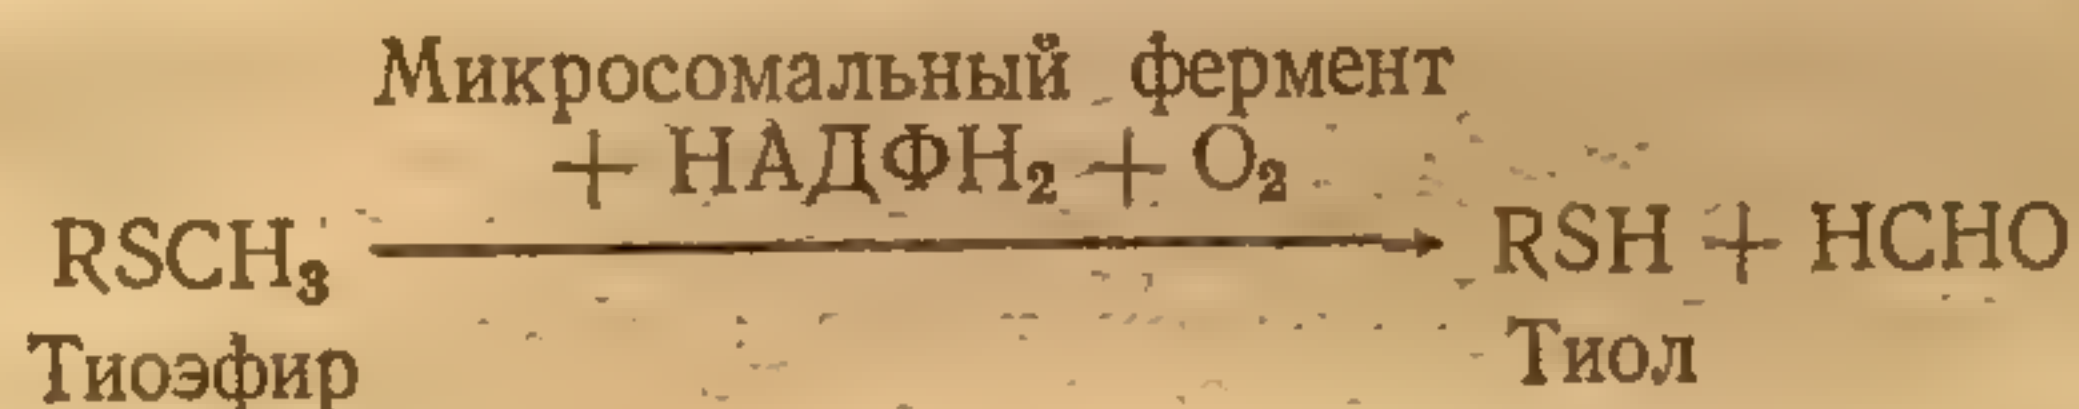 Микросомальный фермент
+ НАДФН₂ + O₂
RSCH₃ → RSH + HCHO
Тиоэфир Тиол